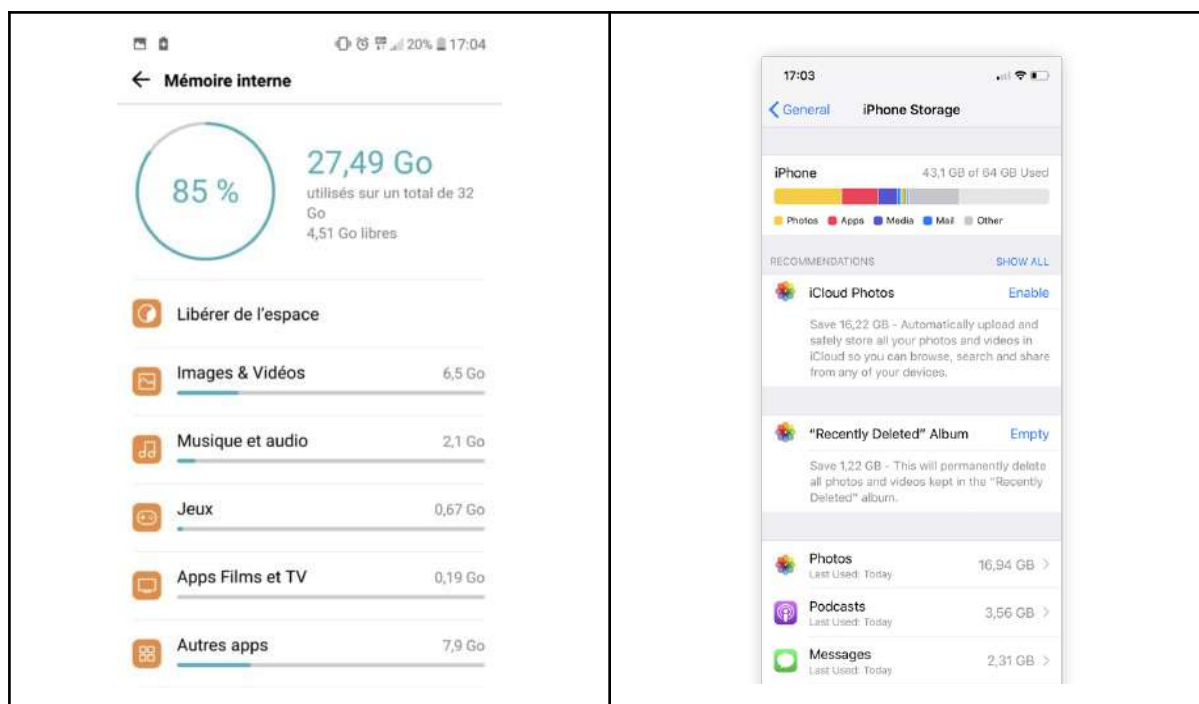 20% 17:04
Mémoire interne
85 %
27,49 Go
utilisés sur un total de 32
Go
4,51 Go libres
Libérer de l'espace
Images & Vidéos 6,5 Go
Musique et audio 2,1 Go
Jeux 0,67 Go
Apps Films et TV 0,19 Go
Autres apps 7,9 Go
17:03
General iPhone Storage
iPhone 43,1 GB of 64 GB Used
Photos Apps Media Mail Other
RECOMMENDATIONS SHOW ALL
iCloud Photos Enable
Save 16,22 GB - Automatically upload and
safely store all your photos and videos in
iCloud so you can browse, search and share
from any of your devices.
"Recently Deleted" Album Empty
Save 1,22 GB - This will permanently delete
all photos and videos kept in the "Recently
Deleted" album.
Photos 16,94 GB
Last Used: Today
Podcasts 3,56 GB
Last Used: Today
Messages 2,31 GB
Last Used: Today